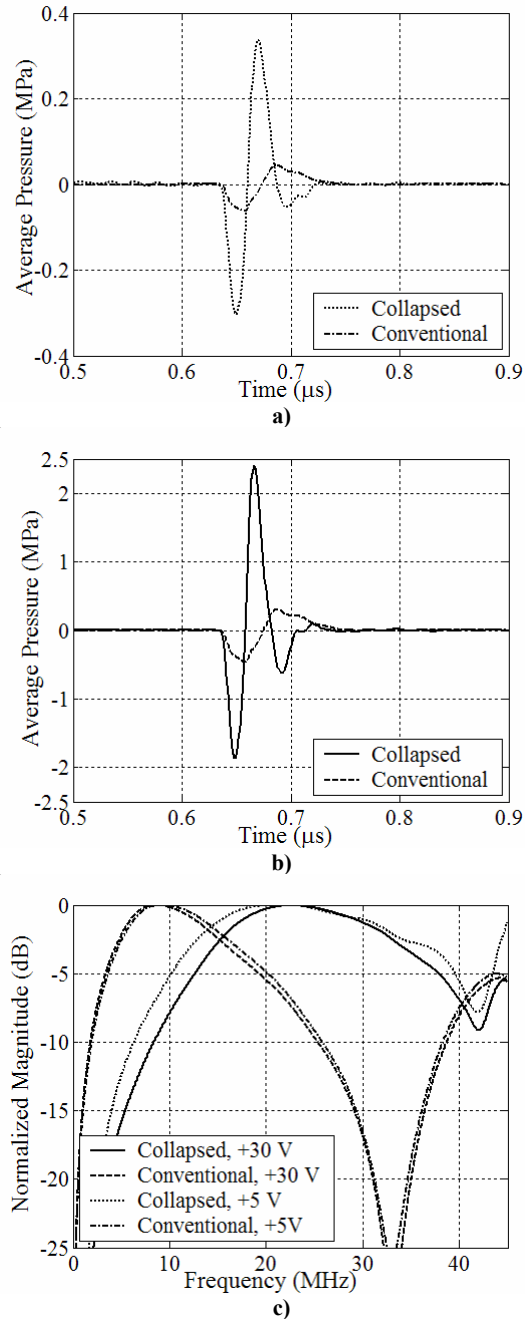 0.4
0.2
0
-0.2
-0.4
Average Pressure (MPa)
Collapsed
Conventional
0.5 0.6 0.7 0.8 0.9
Time (μs)
a)
2.5
2
1
0
-1
-2
-2.5
Average Pressure (MPa)
Collapsed
Conventional
0.5 0.6 0.7 0.8 0.9
Time (μs)
b)
0
-5
-10
-15
-20
-25
Normalized Magnitude (dB)
Collapsed, +30 V
Conventional, +30 V
Collapsed, +5 V
Conventional, +5V
0 10 20 30 40
Frequency (MHz)
c)